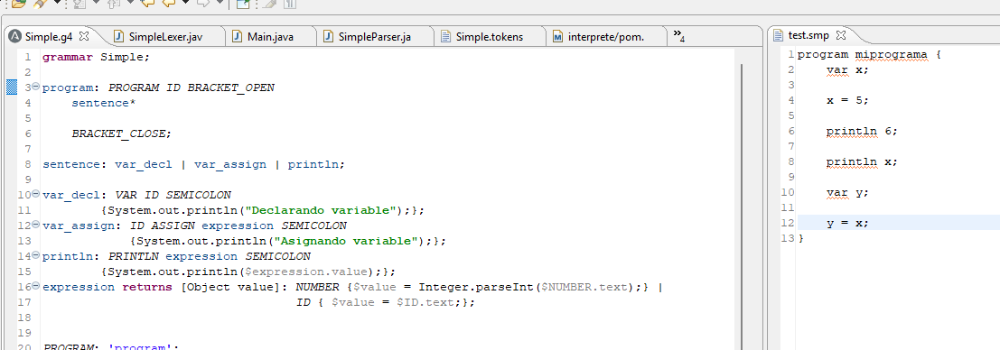 Simple.g4
SimpleLexer.jav
Main.java
SimpleParser.ja
Simple.tokens
interprete/pom.
»4
test.smp
1 grammar Simple;
2
3 program: PROGRAM ID BRACKET_OPEN
4     sentence*
5
6     BRACKET_CLOSE;
7
8 sentence: var_decl | var_assign | println;
9
10 var_decl: VAR ID SEMICOLON
11         {System.out.println("Declarando variable");};
12 var_assign: ID ASSIGN expression SEMICOLON
13             {System.out.println("Asignando variable");};
14 println: PRINTLN expression SEMICOLON
15         {System.out.println($expression.value);};
16 expression returns [Object value]: NUMBER {$value = Integer.parseInt($NUMBER.text);} |
17                                    ID { $value = $ID.text;};
18
19
20 PROGRAM: 'program';
1 program miprograma {
2     var x;
3
4     x = 5;
5
6     println 6;
7
8     println x;
9
10     var y;
11
12     y = x;
13 }